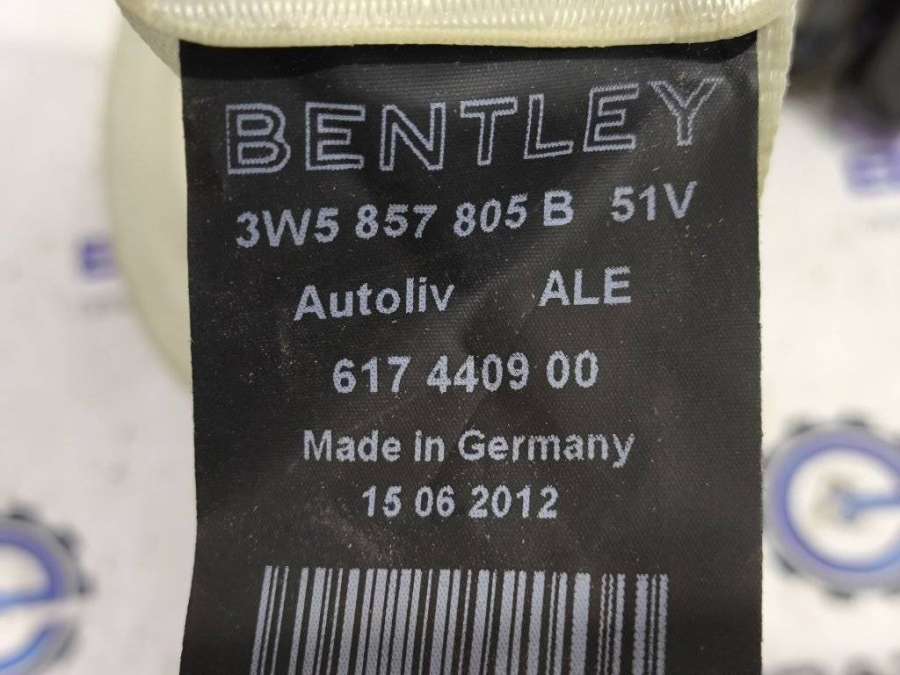 BENTLEY
3W5 857 805 B 51V
Autoliv ALE
617 4409 00
Made in Germany
15 06 2012